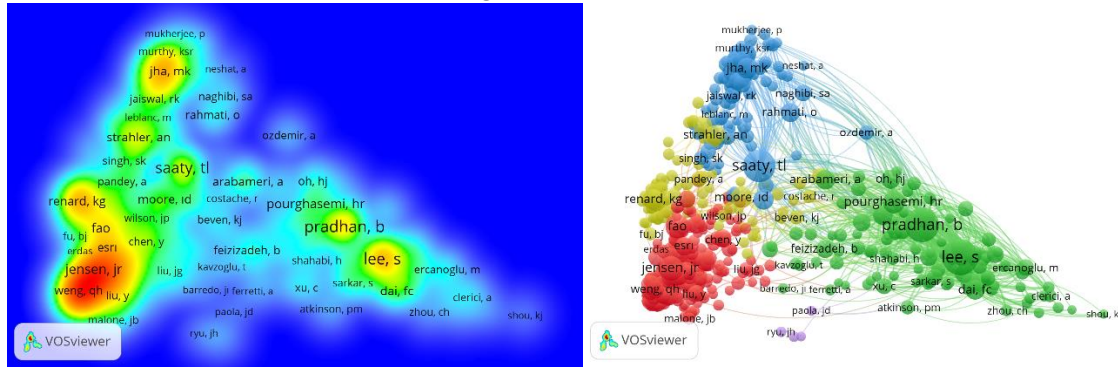 mukherjee, p
murthy, ksr
jha, mk
neshat, a
jaiswal, rk
naghibi, sa
leblanc, m
rahmati, o
strahler, an
ozdemir, a
singh, sk
saaty, tl
pandey, a
arabameri, a
oh, hj
renard, kg
moore, id
costache, r
pourghasemi, hr
wilson, jp
beven, kj
fao
pradhan, b
fu, bj
chen, y
erdas
esri
feizizadeh, b
lee, s
jensen, jr
liu, jg
kavzoglu, t
shahabi, h
ercanoglu, m
weng, qh
liu, y
barredo, ji
ferretti, a
xu, c
sarkar, s
dai, fc
clerici, a
malone, jb
paola, jd
atkinson, pm
zhou, ch
shou, kj
ryu, jh
VOSviewer
mukherjee, p
murthy, ksr
jha, mk
neshat, a
jaiswal, rk
naghibi, sa
leblanc, m
rahmati, o
strahler, an
ozdemir, a
singh, sk
saaty, tl
pandey, a
arabameri, a
oh, hj
renard, kg
moore, id
costache, r
pourghasemi, hr
wilson, jp
beven, kj
fao
pradhan, b
fu, bj
chen, y
erdas
esri
feizizadeh, b
lee, s
jensen, jr
liu, jg
kavzoglu, t
shahabi, h
ercanoglu, m
weng, qh
liu, y
barredo, ji
ferretti, a
xu, c
sarkar, s
dai, fc
clerici, a
malone, jb
paola, jd
atkinson, pm
zhou, ch
shou, k
ryu, jh
VOSviewer